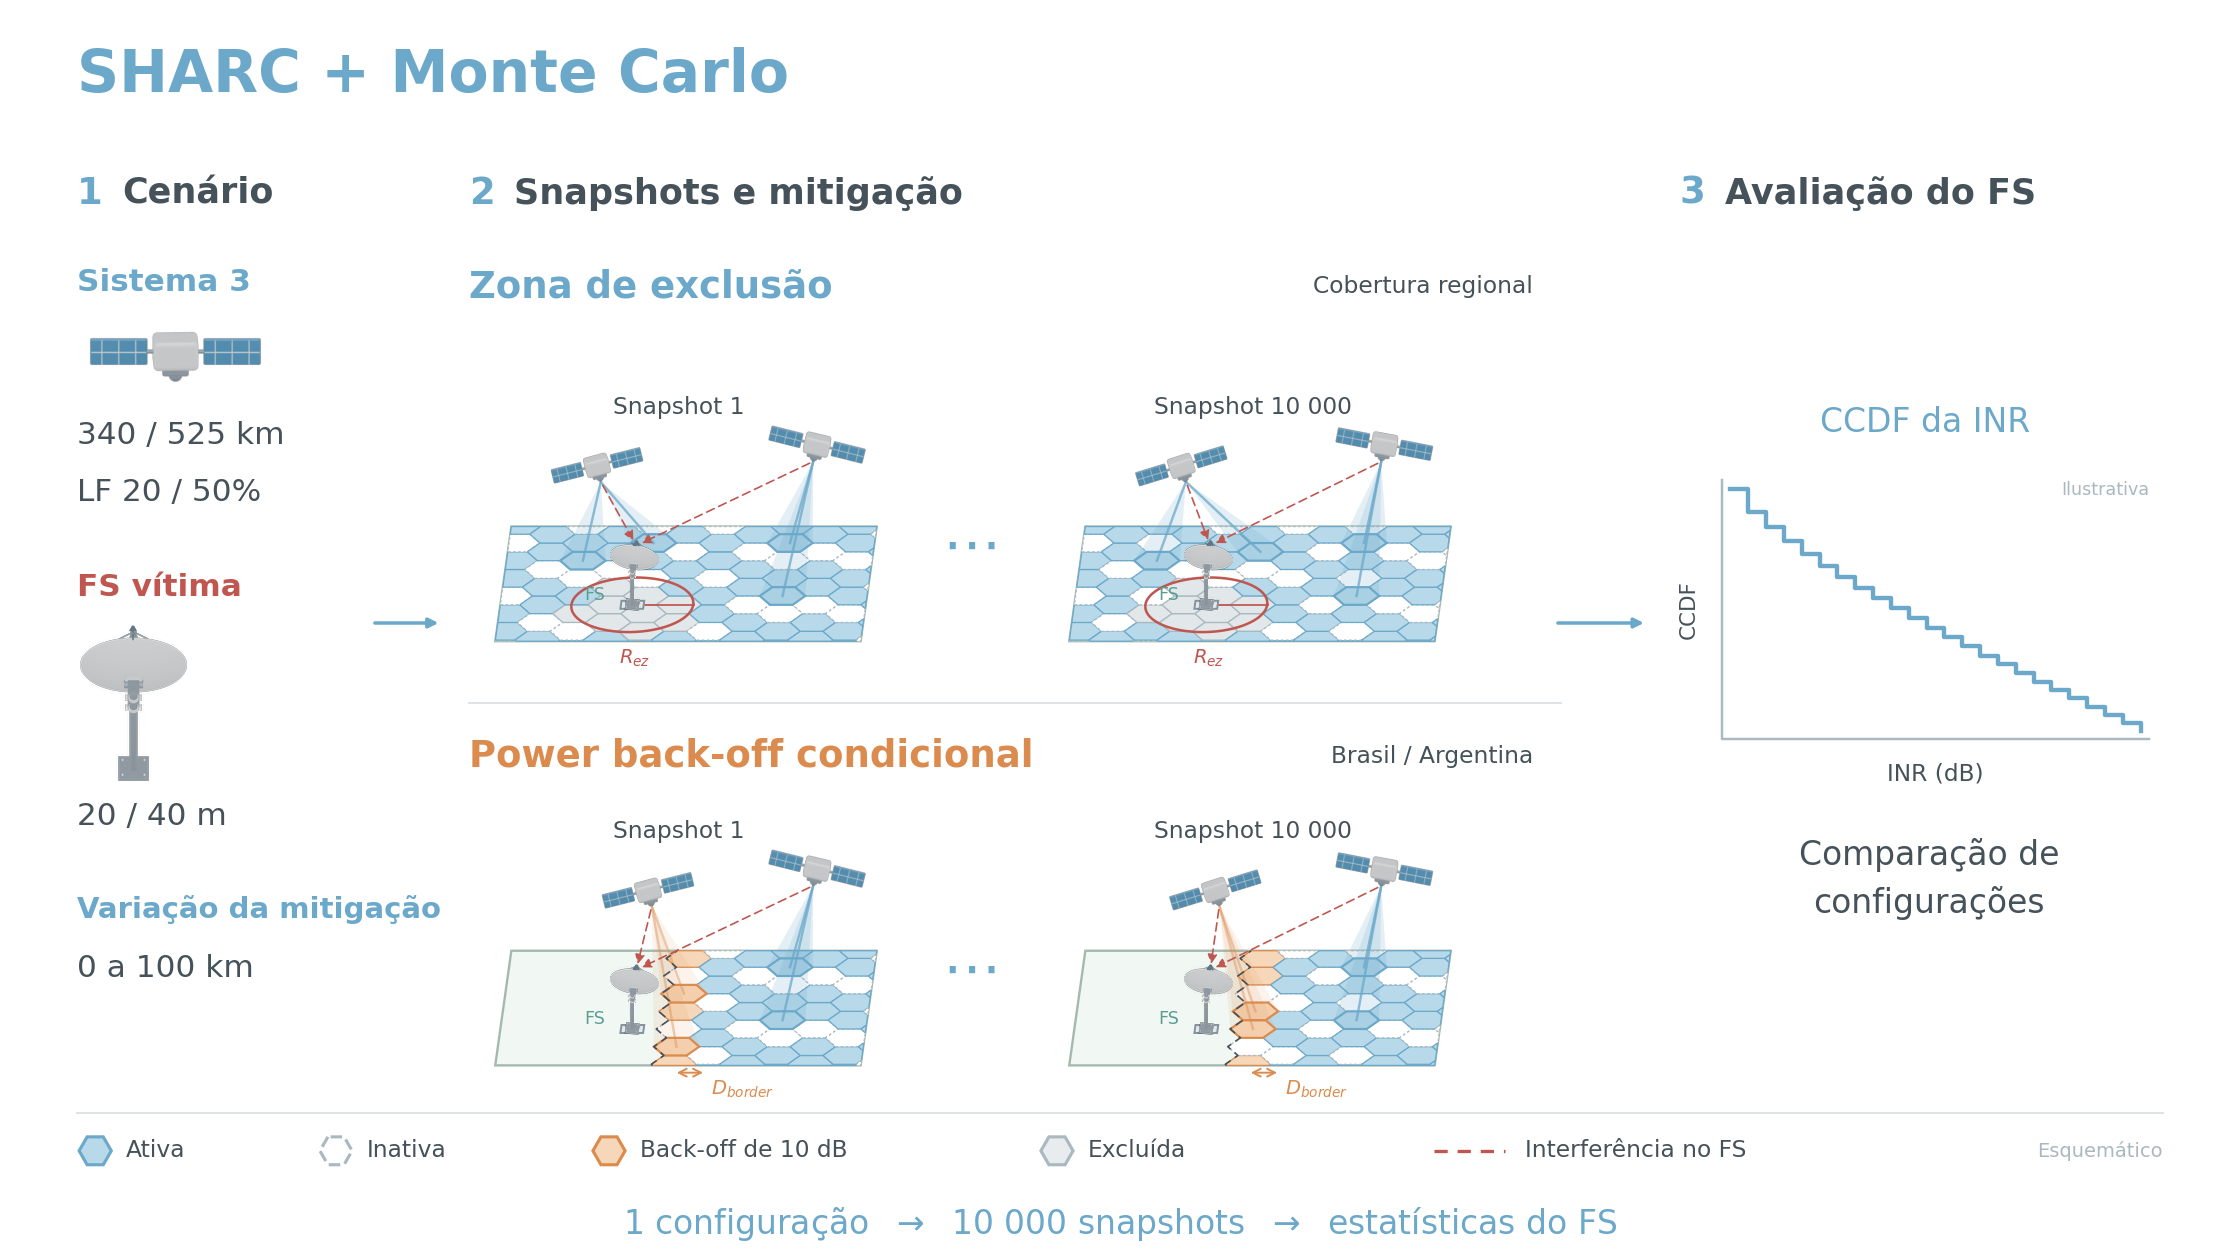 SHARC + Monte Carlo
1 Cenário
Sistema 3
340 / 525 km
LF 20 / 50%
FS vítima
20 / 40 m
Variação da mitigação
0 a 100 km
2 Snapshots e mitigação
Zona de exclusão
Cobertura regional
Snapshot 1
Snapshot 10 000
FS
...
FS
R_ez
R_ez
Power back-off condicional
Brasil / Argentina
Snapshot 1
Snapshot 10 000
FS
...
FS
D_border
D_border
3 Avaliação do FS
CCDF da INR
Ilustrativa
CCDF
INR (dB)
Comparação de
configurações
Ativa
Inativa
Back-off de 10 dB
Excluída
Interferência no FS
Esquemático
1 configuração → 10 000 snapshots → estatísticas do FS